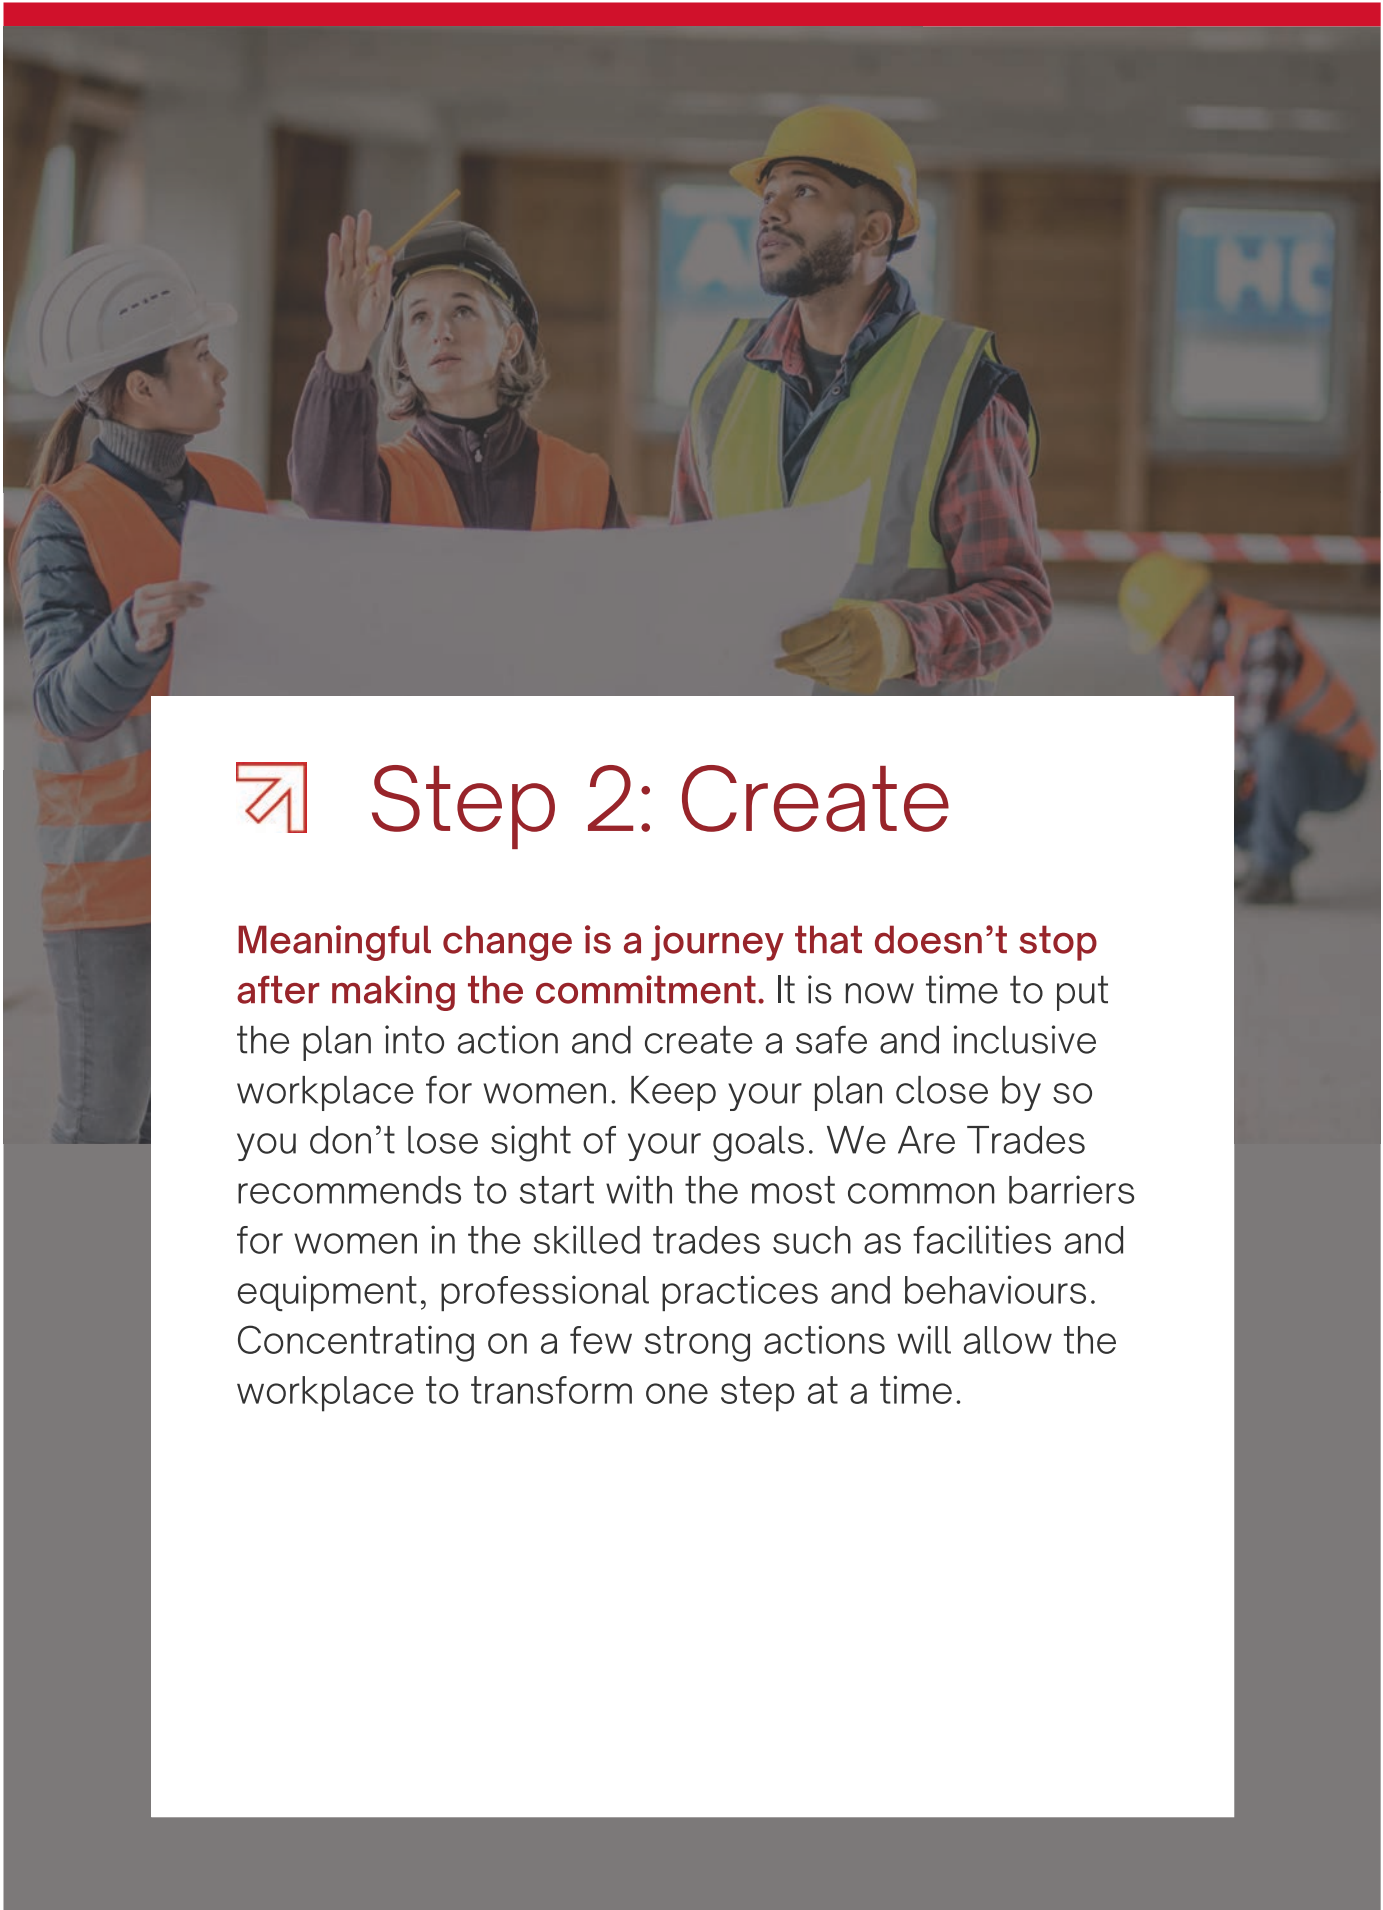 Step 2: Create
Meaningful change is a journey that doesn’t stop
after making the commitment. It is now time to put
the plan into action and create a safe and inclusive
workplace for women. Keep your plan close by so
you don’t lose sight of your goals. We Are Trades
recommends to start with the most common barriers
for women in the skilled trades such as facilities and
equipment, professional practices and behaviours.
Concentrating on a few strong actions will allow the
workplace to transform one step at a time.